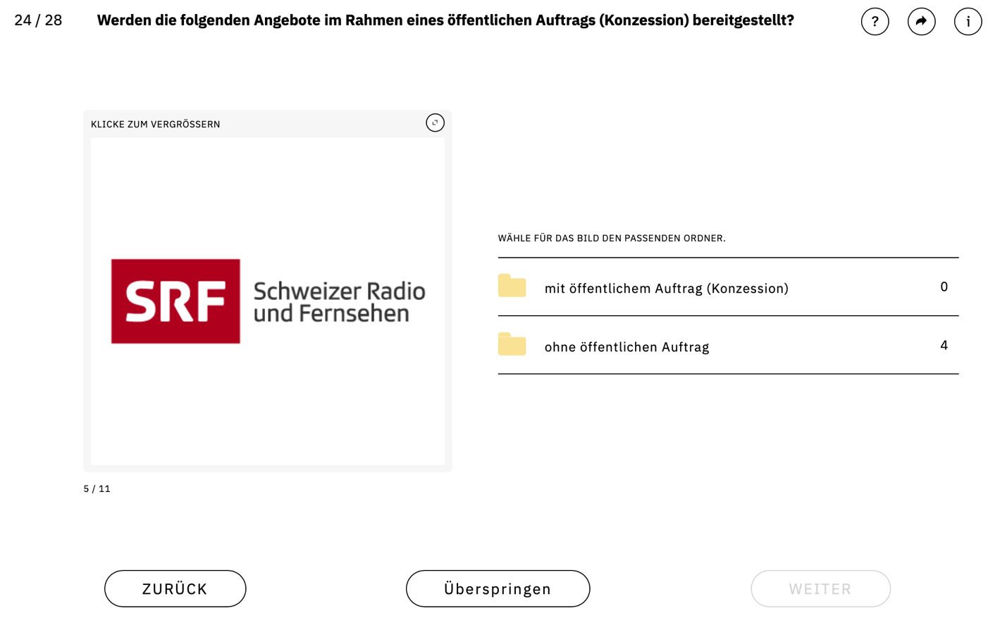 24 / 28
Werden die folgenden Angebote im Rahmen eines öffentlichen Auftrags (Konzession) bereitgestellt?
?
i
KLICKE ZUM VERGRÖSSERN
SRF
Schweizer Radio
und Fernsehen
5 / 11
WÄHLE FÜR DAS BILD DEN PASSENDEN ORDNER.
mit öffentlichem Auftrag (Konzession) 0
ohne öffentlichen Auftrag 4
ZURÜCK
Überspringen
WEITER